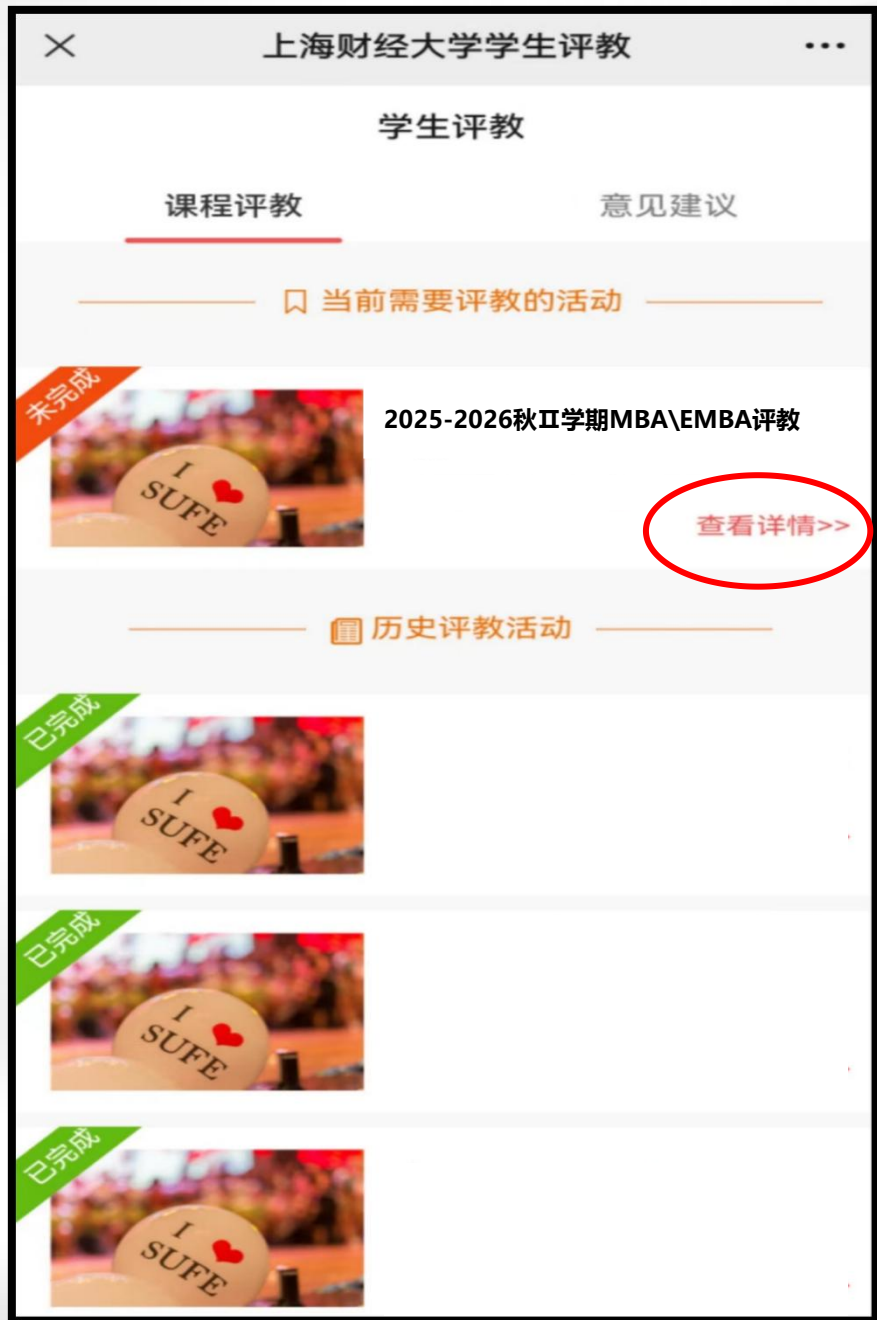 上海财经大学学生评教
学生评教
课程评教 意见建议
当前需要评教的活动
未完成
I
SUFE
2025-2026秋II学期MBA\EMBA评教
查看详情>>
历史评教活动
已完成
I
SUFE
已完成
I
SUFE
已完成
I
SUFE